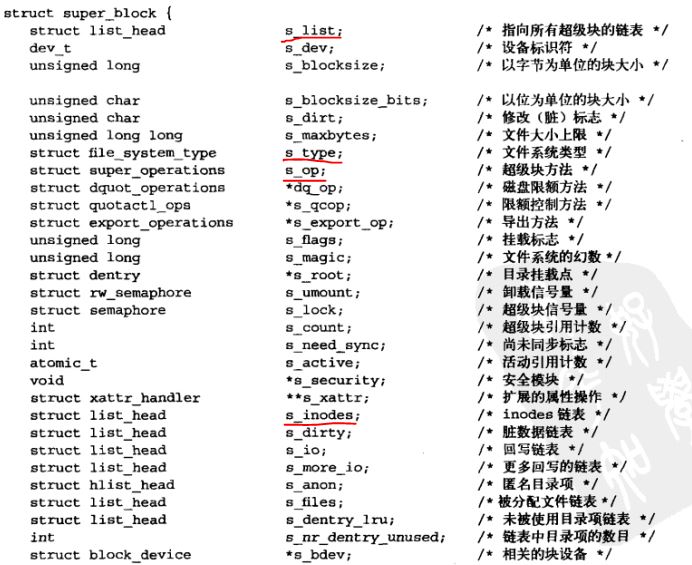 struct super_block {
struct list_head s_list; /* 指向所有超级块的链表 */
dev_t s_dev; /* 设备标识符 */
unsigned long s_blocksize; /* 以字节为单位的块大小 */
unsigned char s_blocksize_bits; /* 以位为单位的块大小 */
unsigned char s_dirt; /* 修改（脏）标志 */
unsigned long long s_maxbytes; /* 文件大小上限 */
struct file_system_type s_type; /* 文件系统类型 */
struct super_operations s_op; /* 超级块方法 */
struct dquot_operations *dq_op; /* 磁盘限额方法 */
struct quotactl_ops *s_qcop; /* 限额控制方法 */
struct export_operations *s_export_op; /* 导出方法 */
unsigned long s_flags; /* 挂载标志 */
unsigned long s_magic; /* 文件系统的幻数 */
struct dentry *s_root; /* 目录挂载点 */
struct rw_semaphore s_umount; /* 卸载信号量 */
struct semaphore s_lock; /* 超级块信号量 */
int s_count; /* 超级块引用计数 */
int s_need_sync; /* 尚未同步标志 */
atomic_t s_active; /* 活动引用计数 */
void *s_security; /* 安全模块 */
struct xattr_handler **s_xattr; /* 扩展的属性操作 */
struct list_head s_inodes; /* inodes 链表 */
struct list_head s_dirty; /* 脏数据链表 */
struct list_head s_io; /* 回写链表 */
struct list_head s_more_io; /* 更多回写的链表 */
struct hlist_head s_anon; /* 匿名目录项 */
struct list_head s_files; /* 被分配文件链表 */
struct list_head s_dentry_lru; /* 未被使用目录项链表 */
int s_nr_dentry_unused; /* 链表中目录项的数目 */
struct block_device *s_bdev; /* 相关的块设备 */